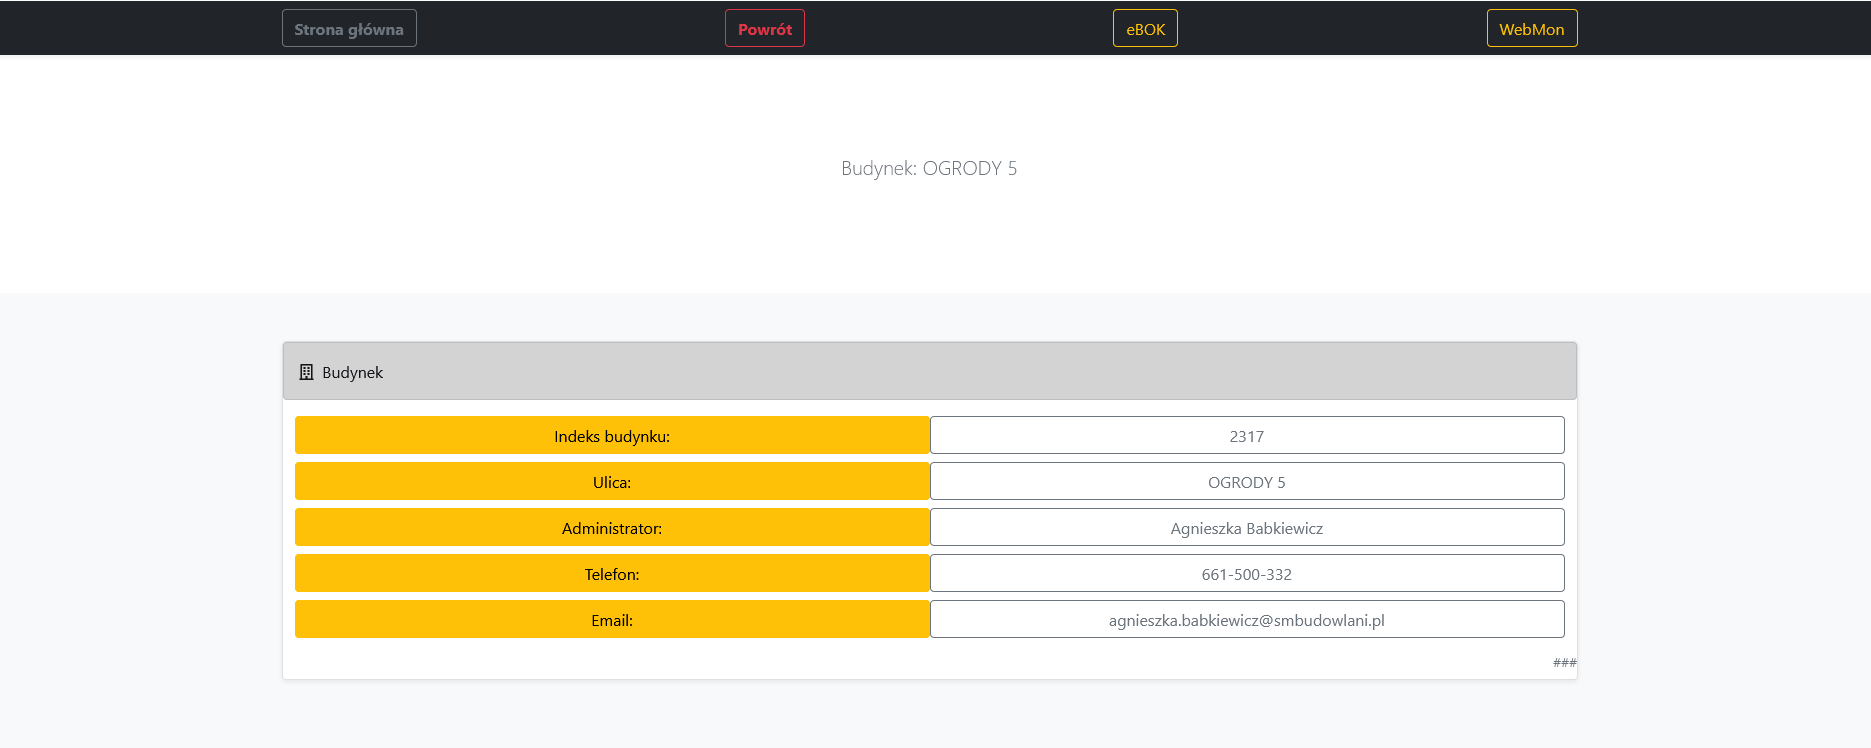 Strona główna Powrót eBOK WebMon
Budynek: OGRODY 5
Budynek
Indeks budynku: 2317
Ulica: OGRODY 5
Administrator: Agnieszka Babkiewicz
Telefon: 661-500-332
Email: agnieszka.babkiewicz@smbudowlani.pl
###